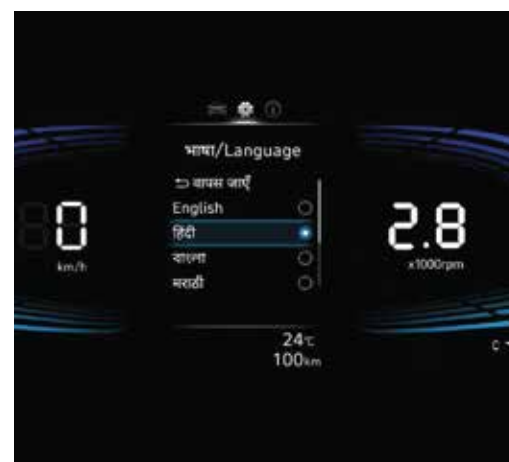 भाषा/Language
वापस जाएँ
English
हिंदी
বাংলা
मराठी
0
km/h
2.8
x1000rpm
24°C
100km
C